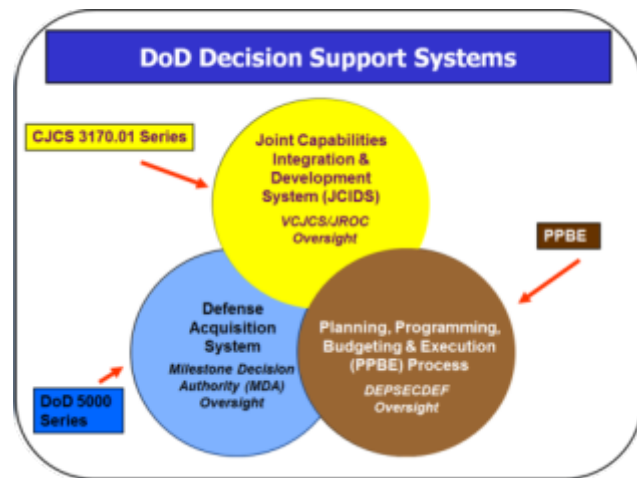 DoD Decision Support Systems
CJCS 3170.01 Series
Joint Capabilities
Integration &
Development
System (JCIDS)
VCJCS/JROC
Oversight
PPBE
Defense
Acquisition
System
Milestone Decision
Authority (MDA)
Oversight
Planning, Programming,
Budgeting & Execution
(PPBE) Process
DEPSECDEF
Oversight
DoD 5000
Series